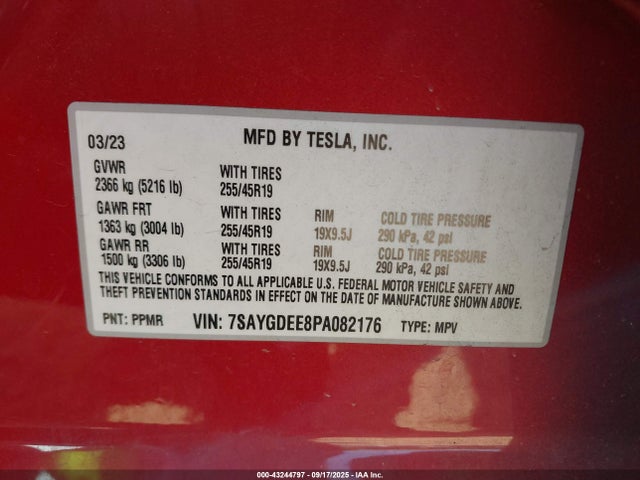 03/23 MFD BY TESLA, INC.
GVWR WITH TIRES
2366 kg (5216 lb) 255/45R19
GAWR FRT WITH TIRES RIM COLD TIRE PRESSURE
1363 kg (3004 lb) 255/45R19 19X9.5J 290 kPa, 42 psi
GAWR RR WITH TIRES RIM COLD TIRE PRESSURE
1500 kg (3306 lb) 255/45R19 19X9.5J 290 kPa, 42 psi
THIS VEHICLE CONFORMS TO ALL APPLICABLE U.S. FEDERAL MOTOR VEHICLE SAFETY AND
THEFT PREVENTION STANDARDS IN EFFECT ON THE DATE OF MANUFACTURE SHOWN ABOVE.
PNT: PPMR VIN: 7SAYGDEE8PA082176 TYPE: MPV
000-43244797 - 09/17/2025 - IAA Inc.